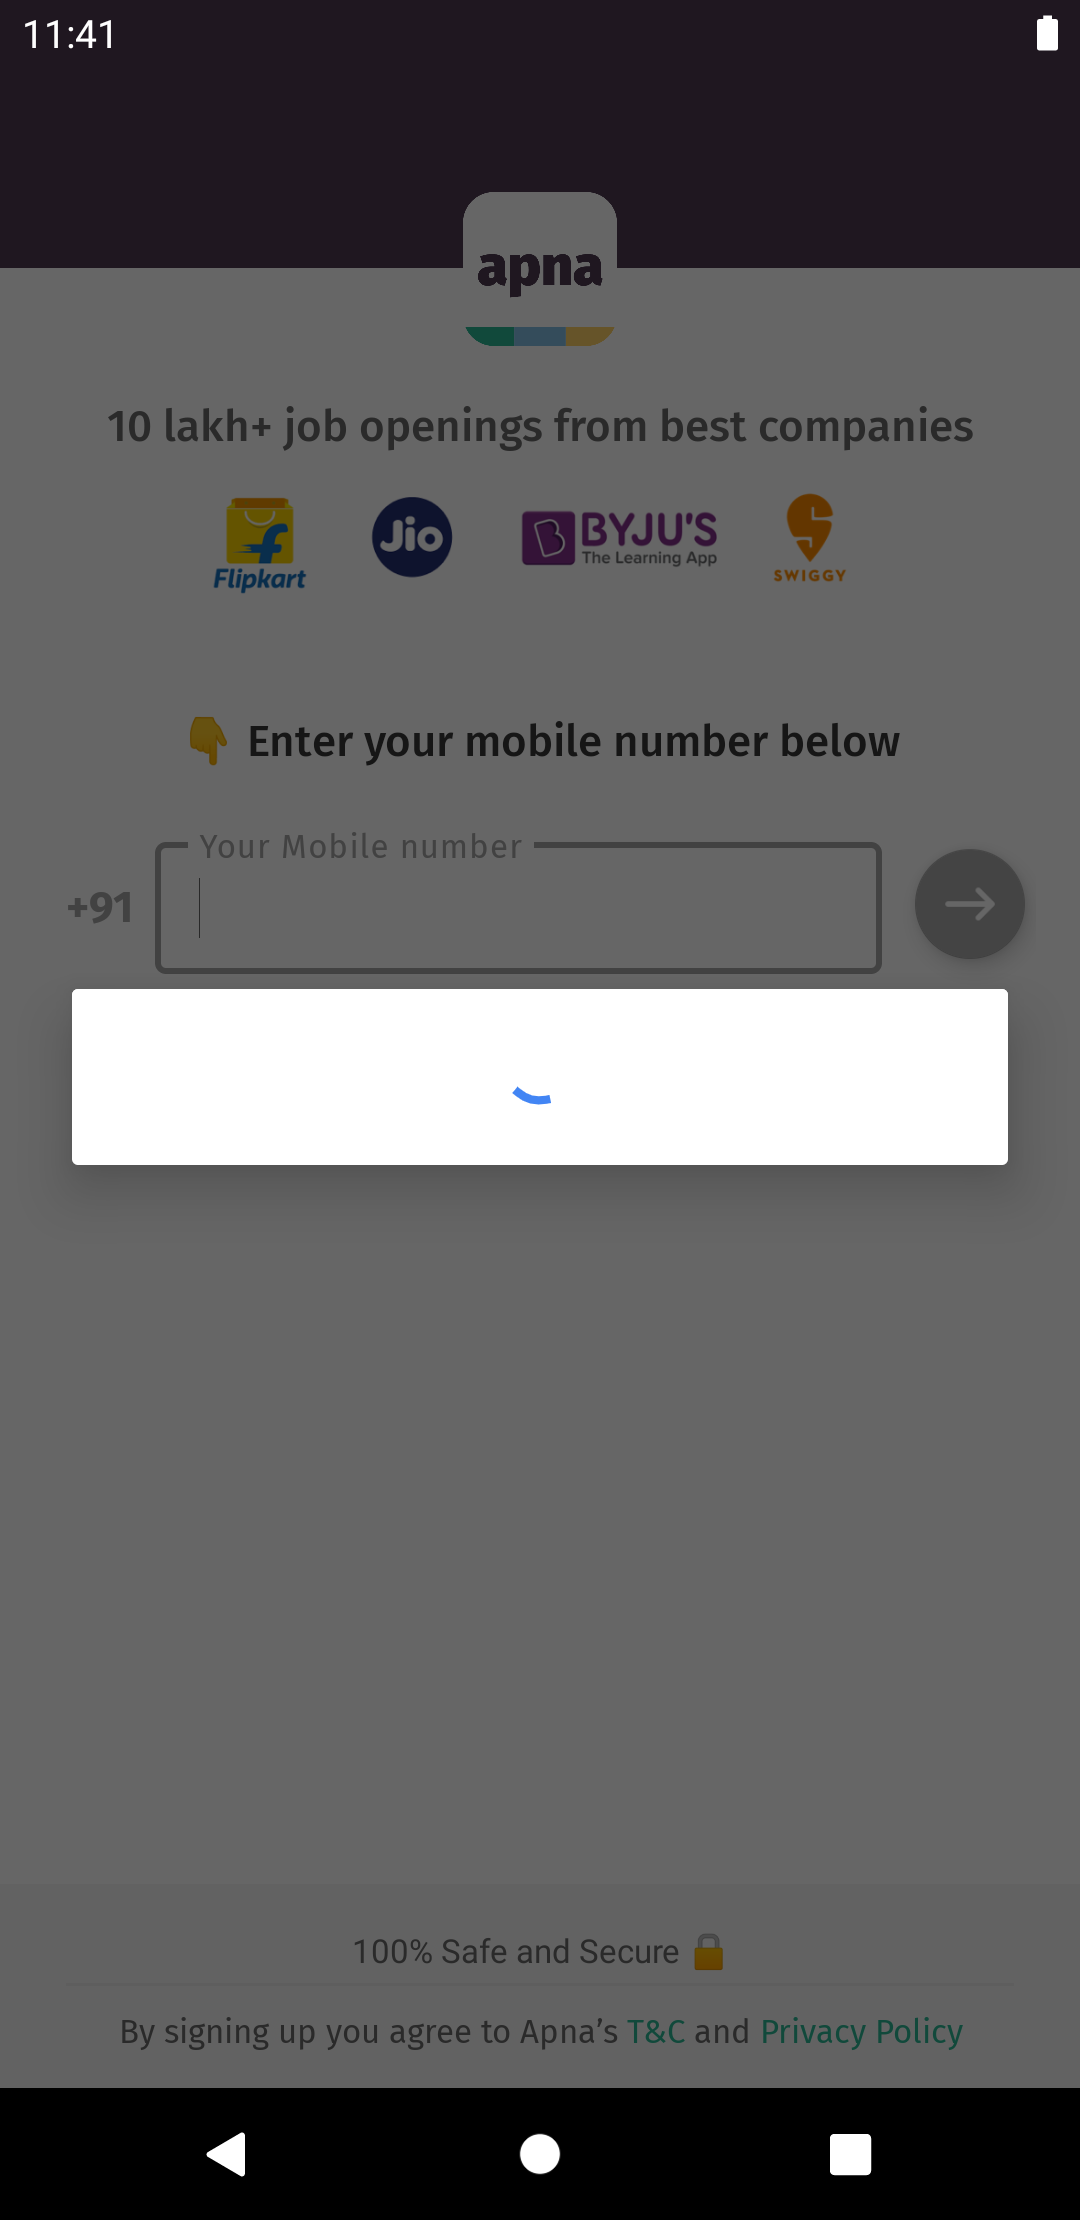 11:41
apna
10 lakh+ job openings from best companies
Flipkart
Jio
BYJU'S
The Learning App
SWIGGY
👇 Enter your mobile number below
Your Mobile number
+91
100% Safe and Secure 🔒
By signing up you agree to Apna’s T&C and Privacy Policy